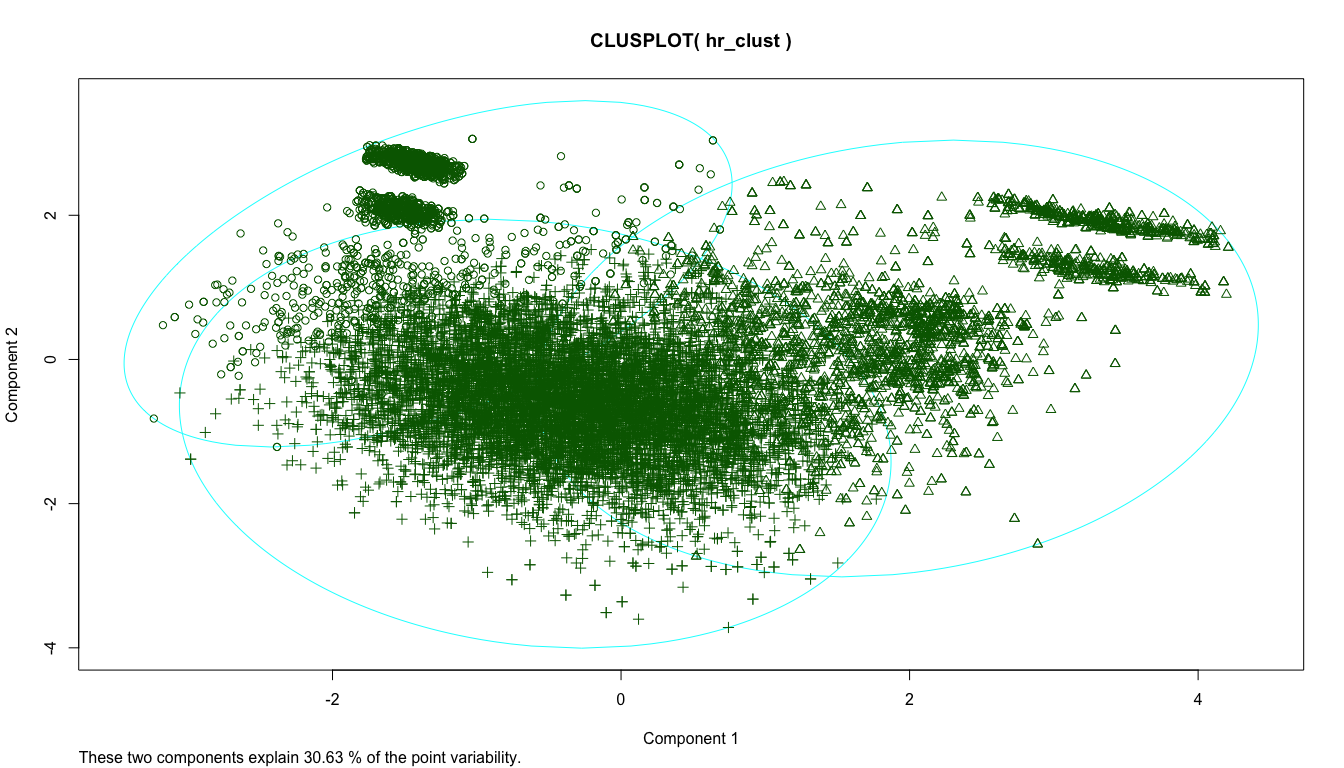 CLUSPLOT( hr_clust )
Component 2
2
0
-2
-4
-2 0 2 4
Component 1
These two components explain 30.63 % of the point variability.